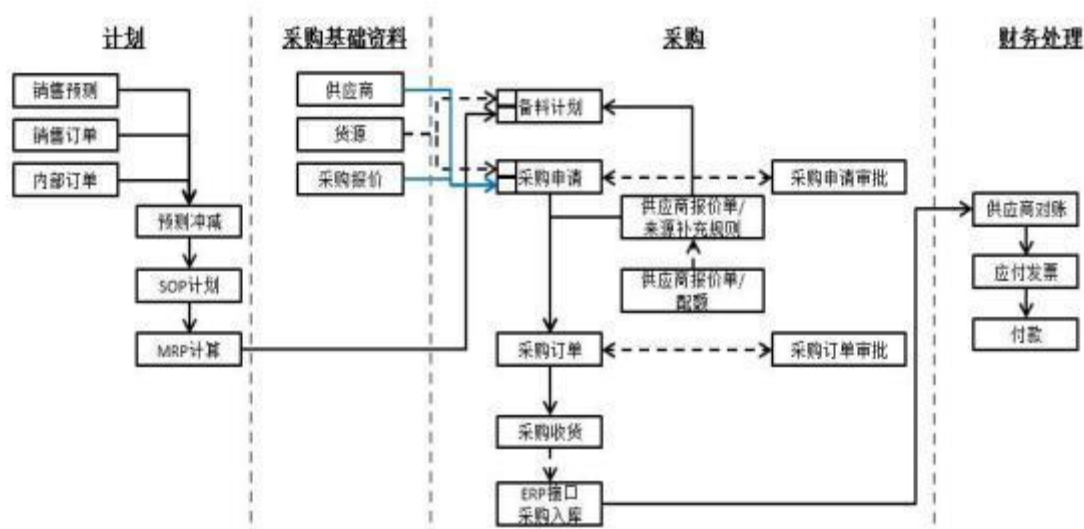 计划
采购基础资料
采购
财务处理
销售预测
销售订单
内部订单
预测冲减
SOP计划
MRP计算
供应商
货源
采购报价
备料计划
采购申请
采购申请审批
供应商报价单/
来源补充规则
供应商报价单/
配额
采购订单
采购订单审批
采购收货
ERP接口
采购入库
供应商对账
应付发票
付款